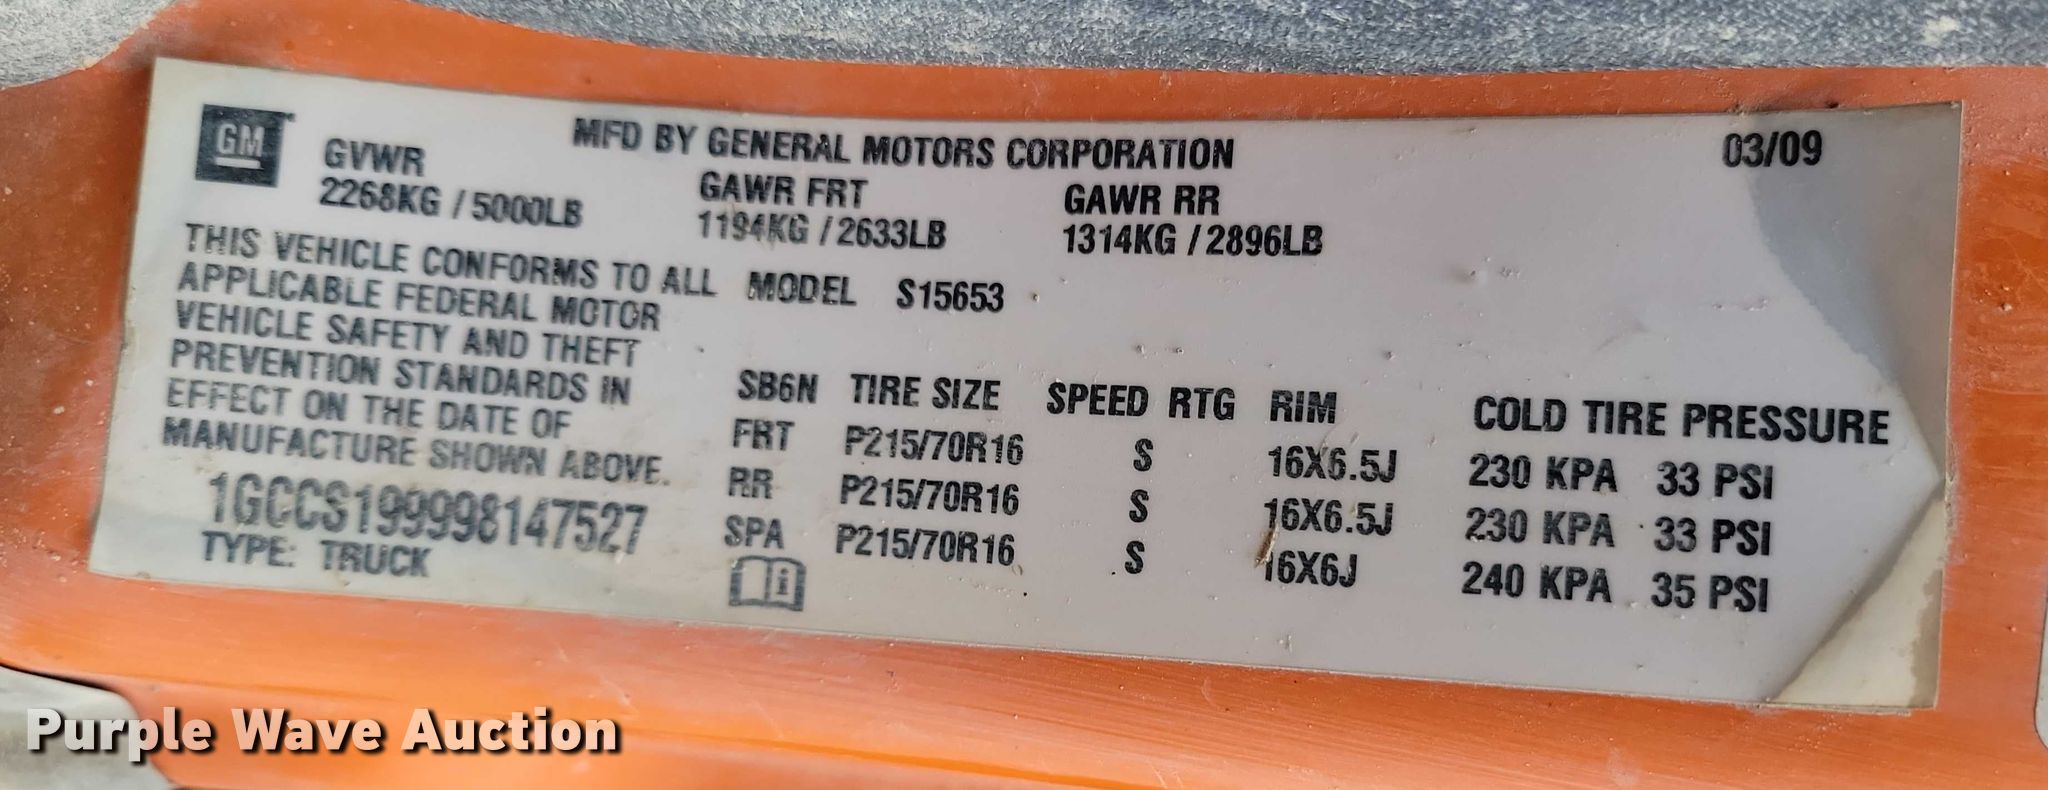 GM
MFD BY GENERAL MOTORS CORPORATION 03/09
GVWR GAWR FRT GAWR RR
2268KG / 5000LB 1194KG / 2633LB 1314KG / 2896LB
THIS VEHICLE CONFORMS TO ALL
APPLICABLE FEDERAL MOTOR
VEHICLE SAFETY AND THEFT
PREVENTION STANDARDS IN
EFFECT ON THE DATE OF
MANUFACTURE SHOWN ABOVE.
1GCCS199998147527
TYPE: TRUCK
MODEL S15653
SB6N TIRE SIZE SPEED RTG RIM COLD TIRE PRESSURE
FRT P215/70R16 S 16X6.5J 230 KPA 33 PSI
RR P215/70R16 S 16X6.5J 230 KPA 33 PSI
SPA P215/70R16 S 16X6J 240 KPA 35 PSI
Purple Wave Auction